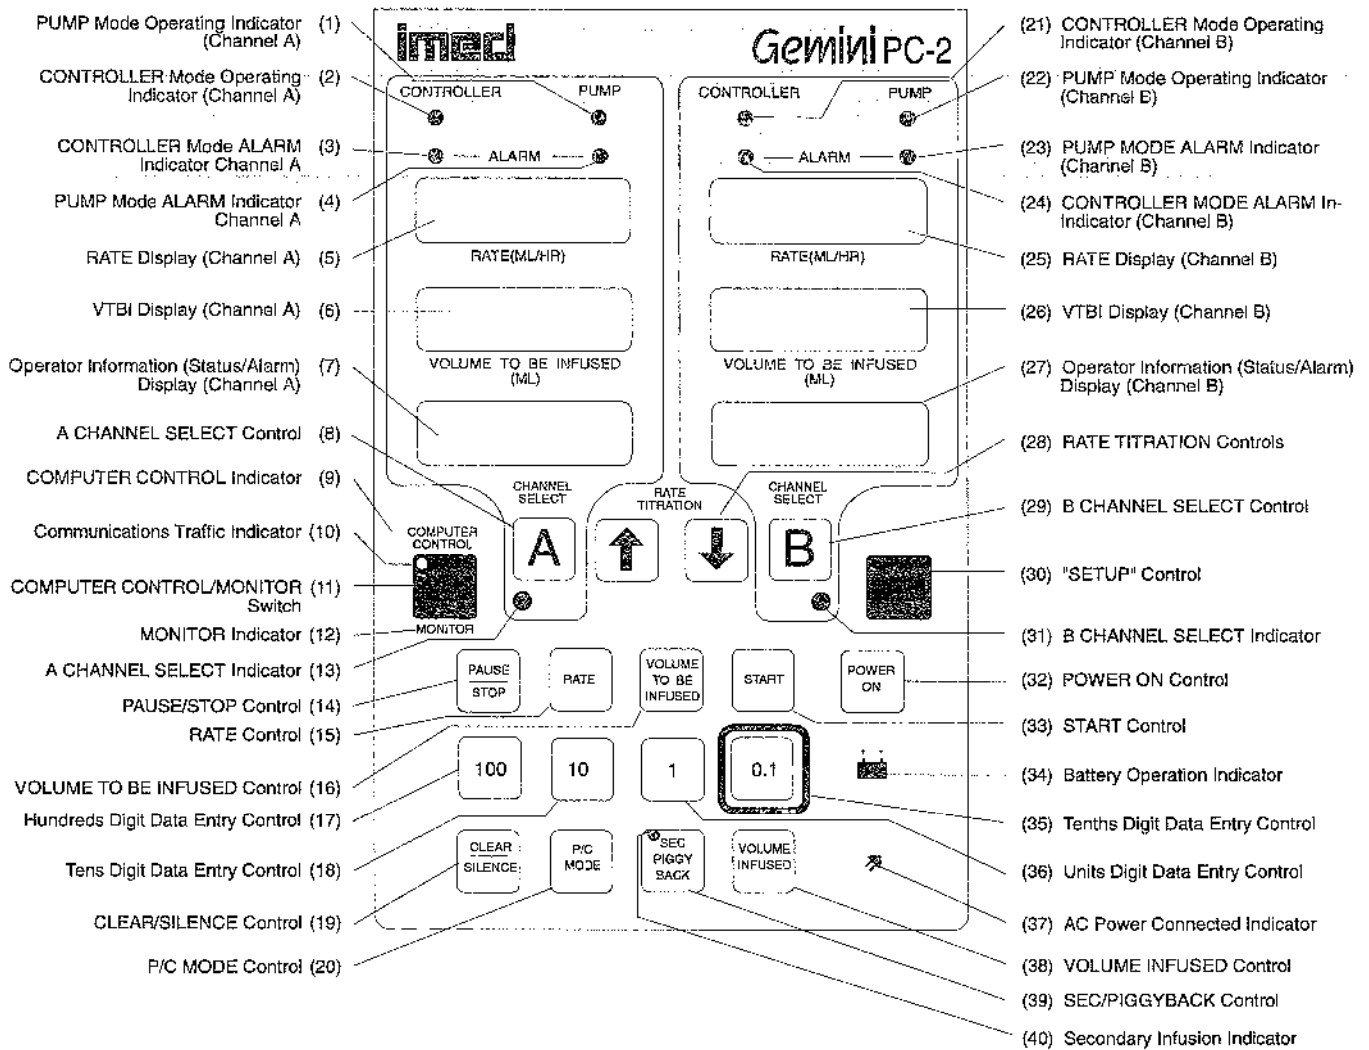 PUMP Mode Operating Indicator (1)
(Channel A)
CONTROLLER Mode Operating (2)
Indicator (Channel A)
CONTROLLER Mode ALARM (3)
Indicator Channel A
PUMP Mode ALARM Indicator (4)
Channel A
RATE Display (Channel A) (5)
VTBI Display (Channel A) (6)
Operator Information (Status/Alarm) (7)
Display (Channel A)
A CHANNEL SELECT Control (8)
COMPUTER CONTROL Indicator (9)
Communications Traffic Indicator (10)
COMPUTER CONTROL/MONITOR (11)
Switch
MONITOR Indicator (12)
A CHANNEL SELECT Indicator (13)
PAUSE/STOP Control (14)
RATE Control (15)
VOLUME TO BE INFUSED Control (16)
Hundreds Digit Data Entry Control (17)
Tens Digit Data Entry Control (18)
CLEAR/SILENCE Control (19)
P/C MODE Control (20)
imed
Gemini PC-2
CONTROLLER PUMP
ALARM
RATE(ML/HR)
VOLUME TO BE INFUSED
(ML)
CONTROLLER PUMP
ALARM
RATE(ML/HR)
VOLUME TO BE INFUSED
(ML)
CHANNEL
SELECT
A
RATE
TITRATION
CHANNEL
SELECT
B
COMPUTER
CONTROL
MONITOR
PAUSE
STOP
RATE
VOLUME
TO BE
INFUSED
START
POWER
ON
100
10
1
0.1
CLEAR
SILENCE
P/C
MODE
SEC
PIGGY
BACK
VOLUME
INFUSED
(21) CONTROLLER Mode Operating
Indicator (Channel B)
(22) PUMP Mode Operating Indicator
(Channel B)
(23) PUMP MODE ALARM Indicator
(Channel B)
(24) CONTROLLER MODE ALARM In-
Indicator (Channel B)
(25) RATE Display (Channel B)
(26) VTBI Display (Channel B)
(27) Operator Information (Status/Alarm)
Display (Channel B)
(28) RATE TITRATION Controls
(29) B CHANNEL SELECT Control
(30) "SETUP" Control
(31) B CHANNEL SELECT Indicator
(32) POWER ON Control
(33) START Control
(34) Battery Operation Indicator
(35) Tenths Digit Data Entry Control
(36) Units Digit Data Entry Control
(37) AC Power Connected Indicator
(38) VOLUME INFUSED Control
(39) SEC/PIGGYBACK Control
(40) Secondary Infusion Indicator